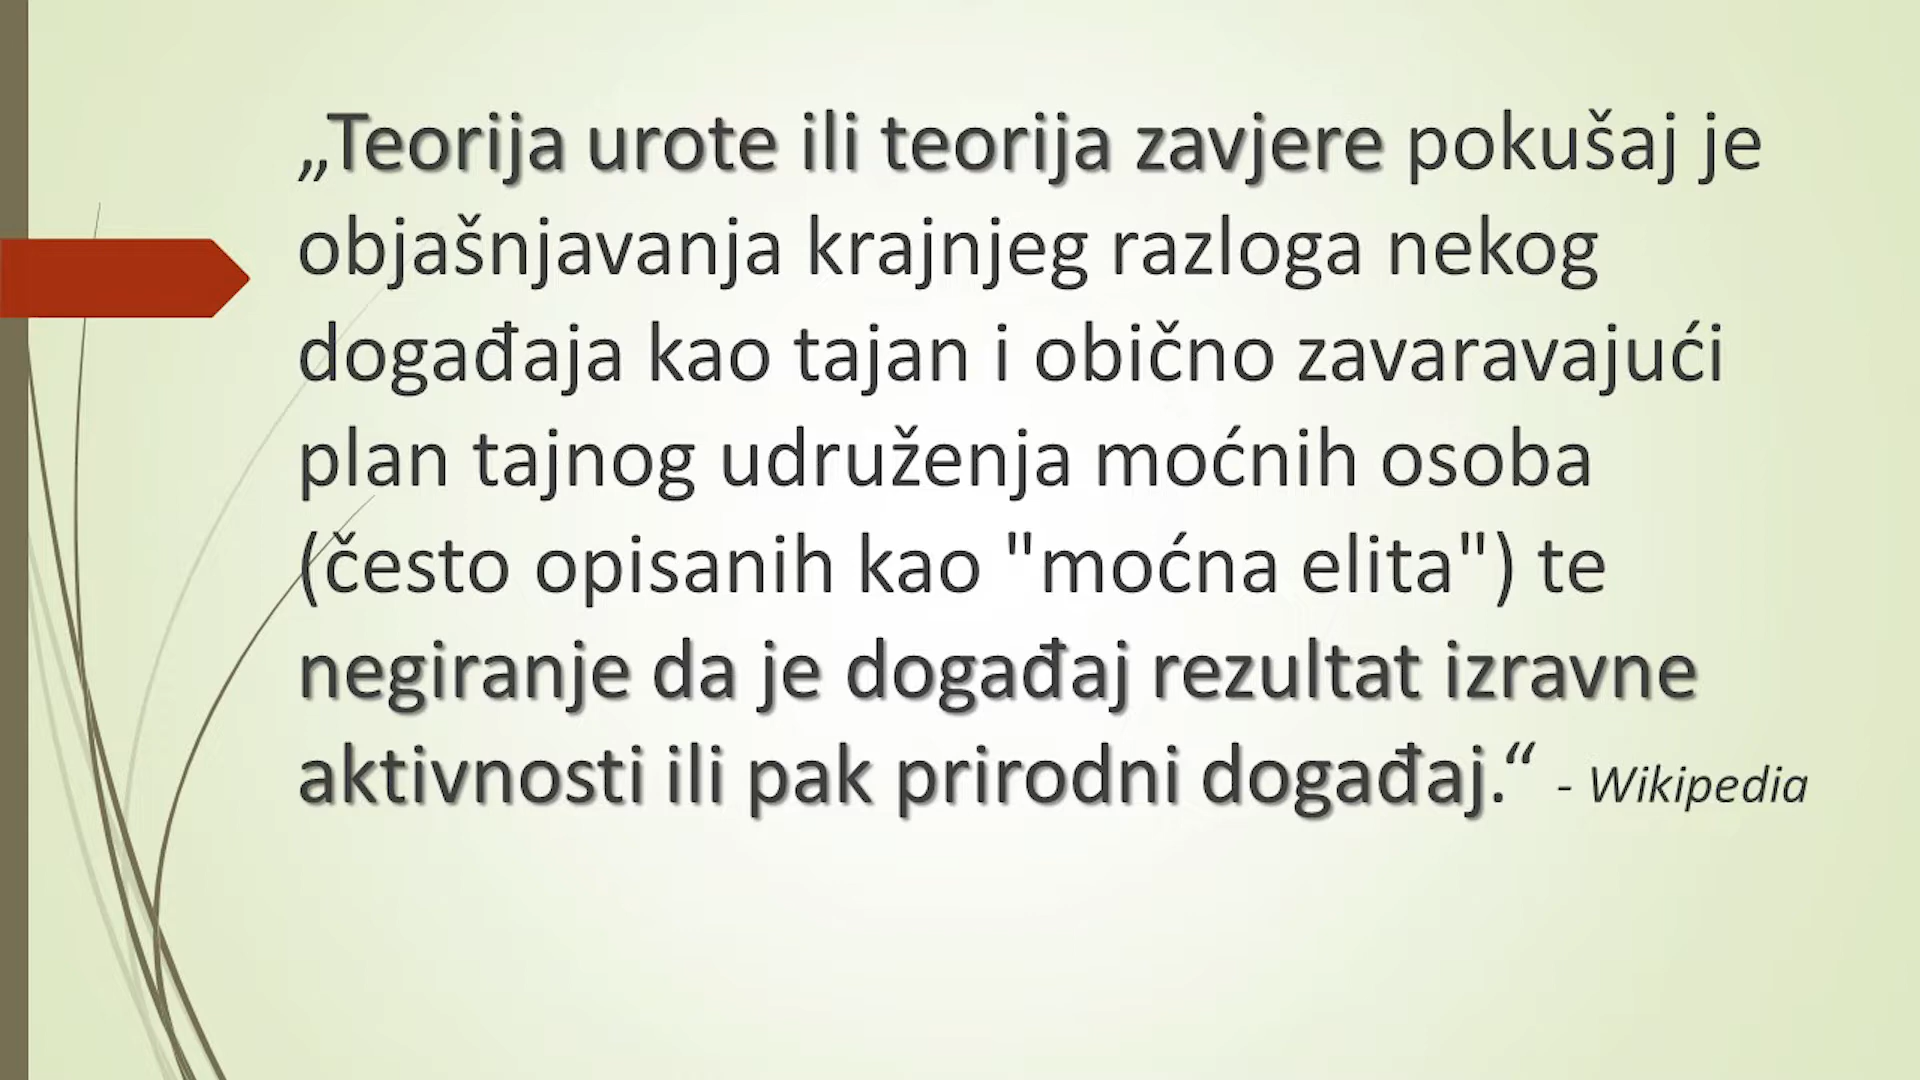 „Teorija urote ili teorija zavjere pokušaj je
objašnjavanja krajnjeg razloga nekog
događaja kao tajan i obično zavaravajući
plan tajnog udruženja moćnih osoba
(često opisanih kao "moćna elita") te
negiranje da je događaj rezultat izravne
aktivnosti ili pak prirodni događaj.“ - Wikipedia